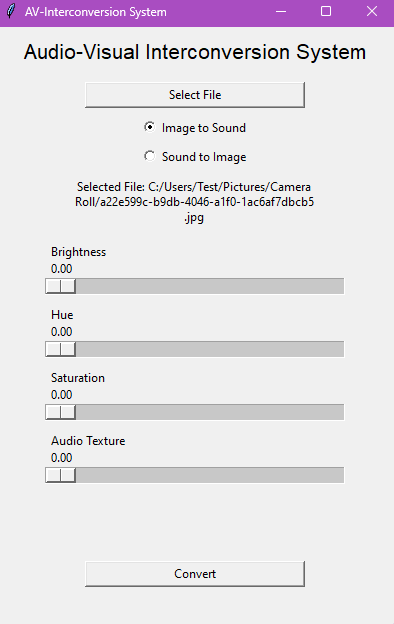 AV-Interconversion System
Audio-Visual Interconversion System
Select File
Image to Sound
Sound to Image
Selected File: C:/Users/Test/Pictures/Camera
Roll/a22e599c-b9db-4046-a1f0-1ac6af7dbcb5
.jpg
Brightness
0.00
Hue
0.00
Saturation
0.00
Audio Texture
0.00
Convert